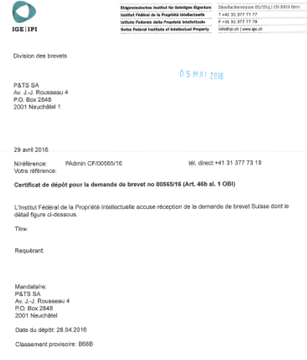 IGE | IPI
Eidgenössisches Institut für Geistiges Eigentum
Institut Fédéral de la Propriété Intellectuelle
Istituto Federale della Proprietà Intellettuale
Swiss Federal Institute of Intellectual Property
Stauffacherstrasse 65/59g | CH-3003 Bern
T +41 31 377 77 77
F +41 31 377 77 78
info@ipi.ch | www.ige.ch
Division des brevets
05 MAI 2016
P&TS SA
Av. J.-J. Rousseau 4
P.O. Box 2848
2001 Neuchâtel 1
29 avril 2016
N/référence: PAdmin CF/00565/16 tél. direct +41 31 377 73 19
Votre référence:
Certificat de dépôt pour la demande de brevet no 00565/16 (Art. 46b al. 1 OBI)
L'Institut Fédéral de la Propriété Intellectuelle accuse réception de la demande de brevet Suisse dont le
détail figure ci-dessous.
Titre:
Requérant:
Mandataire:
P&TS SA
Av. J.-J. Rousseau 4
P.O. Box 2848
2001 Neuchâtel
Date du dépôt: 28.04.2016
Classement provisoire: B66B